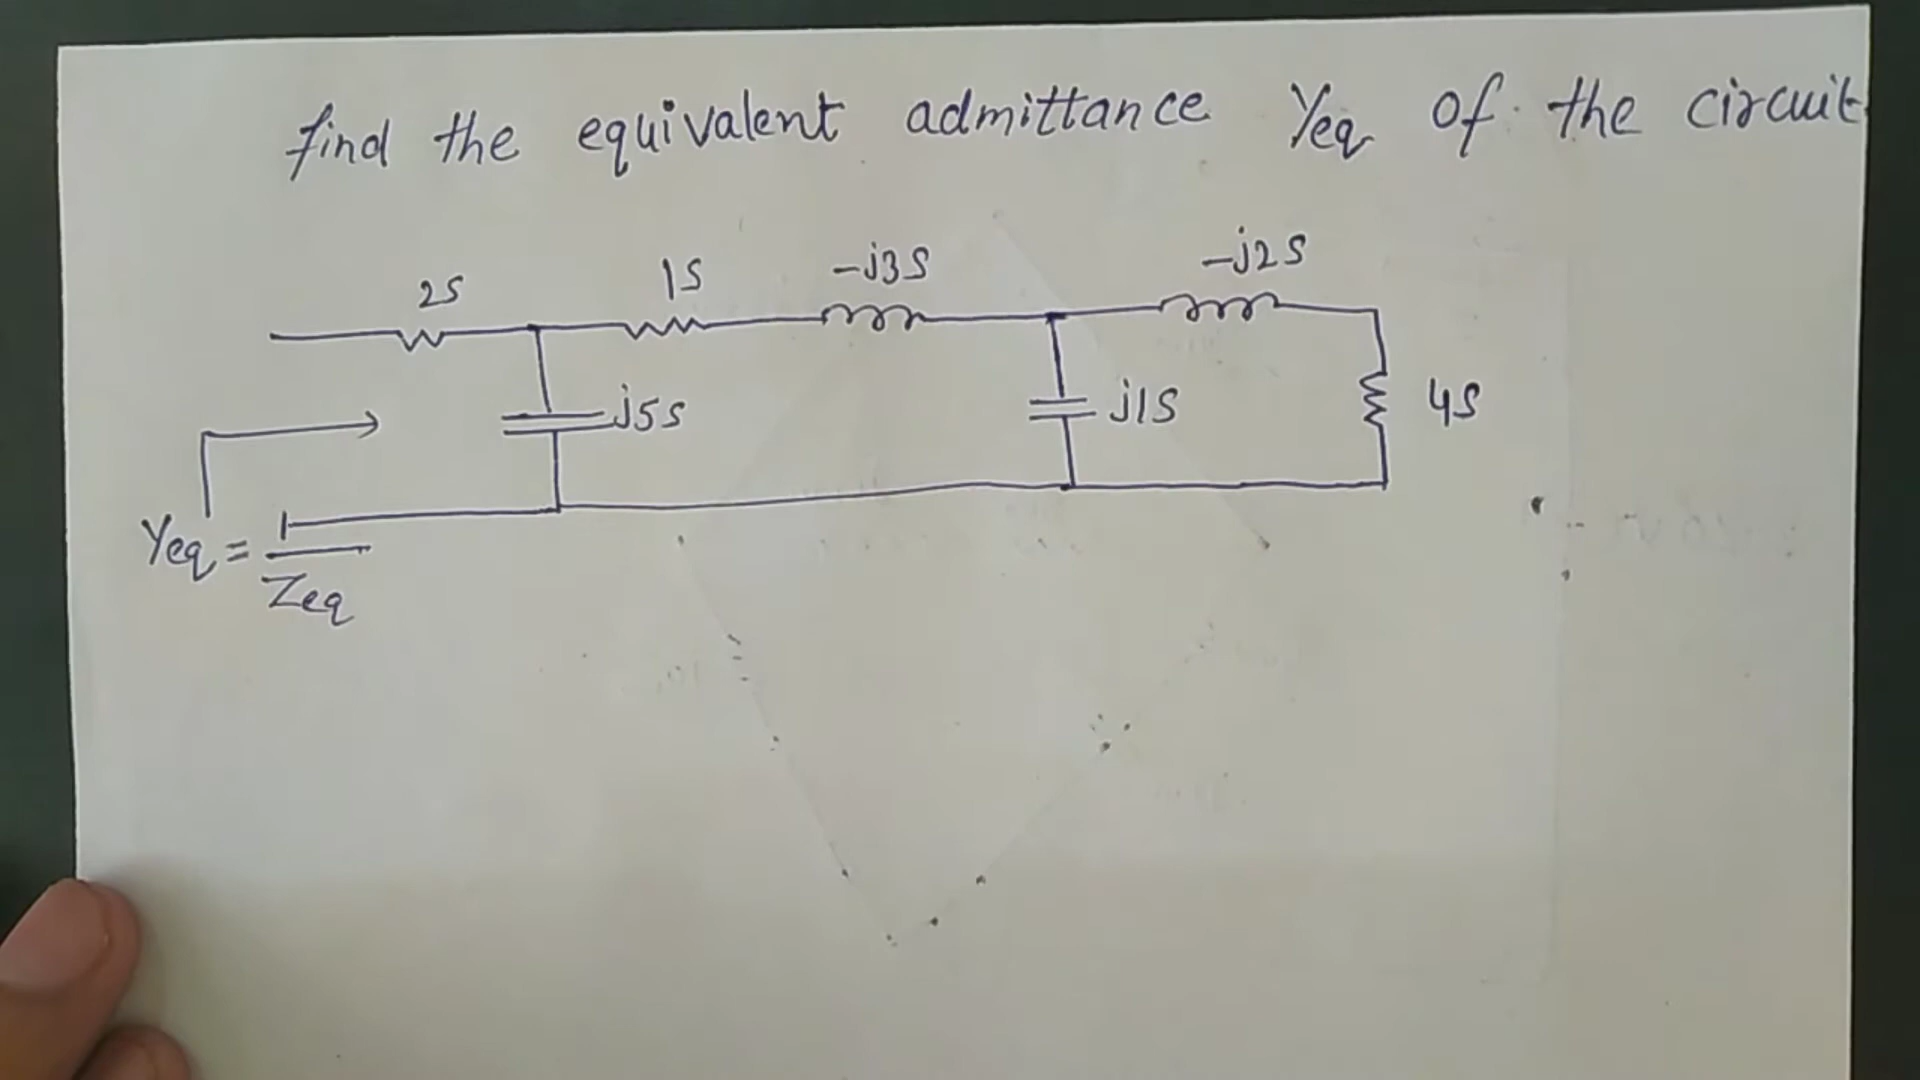 find the equivalent admittance Yeq of the circuit
2S 1S -j3S -j2S
j5S j1S 4S
Yeq = 1/Zeq